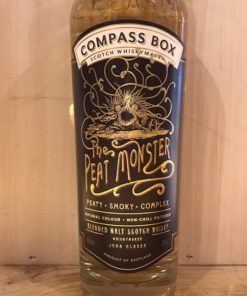 COMPASS BOX
SCOTCH WHISKYMAKERS
The
PEAT MONSTER
PEATY • SMOKY • COMPLEX
NATURAL COLOUR • NON-CHILL FILTERED
BLENDED MALT SCOTCH WHISKY
WHISKYMAKER
JOHN GLASER
PRODUCT OF SCOTLAND